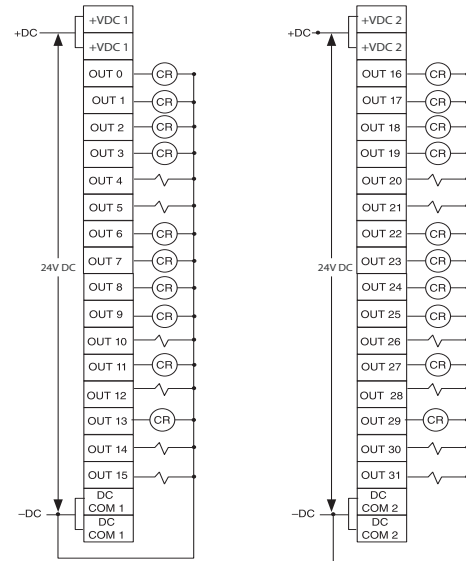 +VDC 1
+DC
+VDC 1
OUT 0 CR
OUT 1 CR
OUT 2 CR
OUT 3 CR
OUT 4
OUT 5
OUT 6 CR
OUT 7 CR
24V DC
OUT 8 CR
OUT 9 CR
OUT 10
OUT 11 CR
OUT 12
OUT 13 CR
OUT 14
OUT 15
DC
COM 1
–DC
DC
COM 1
+VDC 2
+DC
+VDC 2
OUT 16 CR
OUT 17 CR
OUT 18 CR
OUT 19 CR
OUT 20
OUT 21
OUT 22 CR
OUT 23 CR
24V DC
OUT 24 CR
OUT 25 CR
OUT 26
OUT 27 CR
OUT 28
OUT 29 CR
OUT 30
OUT 31
DC
COM 2
–DC
DC
COM 2